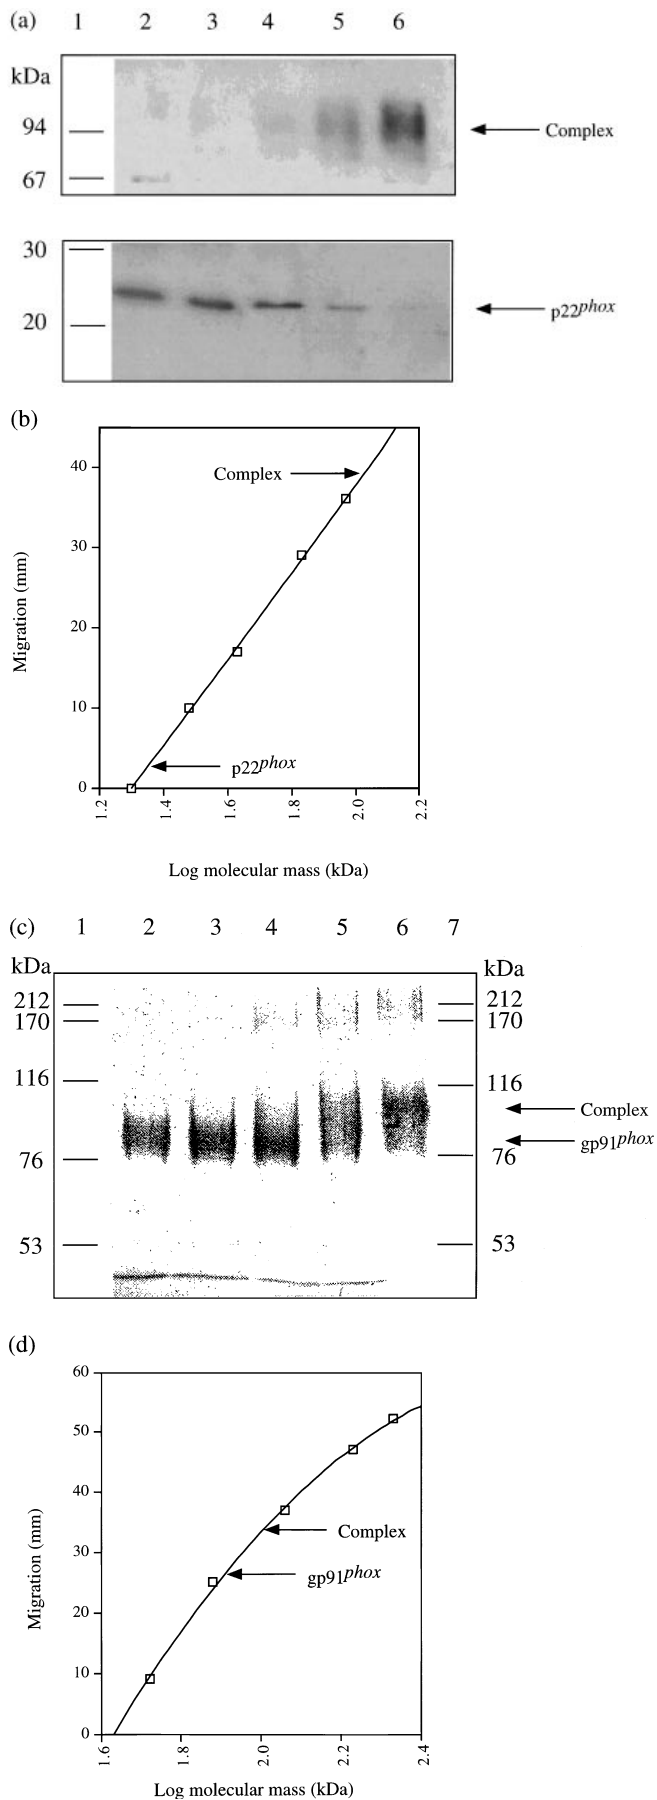 (a) 1 2 3 4 5 6
kDa
94
Complex
67
30
p22phox
20
(b)
40
Complex
30
Migration (mm)
20
10
p22phox
0
1.2 1.4 1.6 1.8 2.0 2.2
Log molecular mass (kDa)
(c) 1 2 3 4 5 6 7
kDa kDa
212 212
170 170
116 116
Complex
gp91phox
76 76
53 53
(d)
60
50
40
Complex
30
gp91phox
Migration (mm)
20
10
0
1.6 1.8 2.0 2.2 2.4
Log molecular mass (kDa)